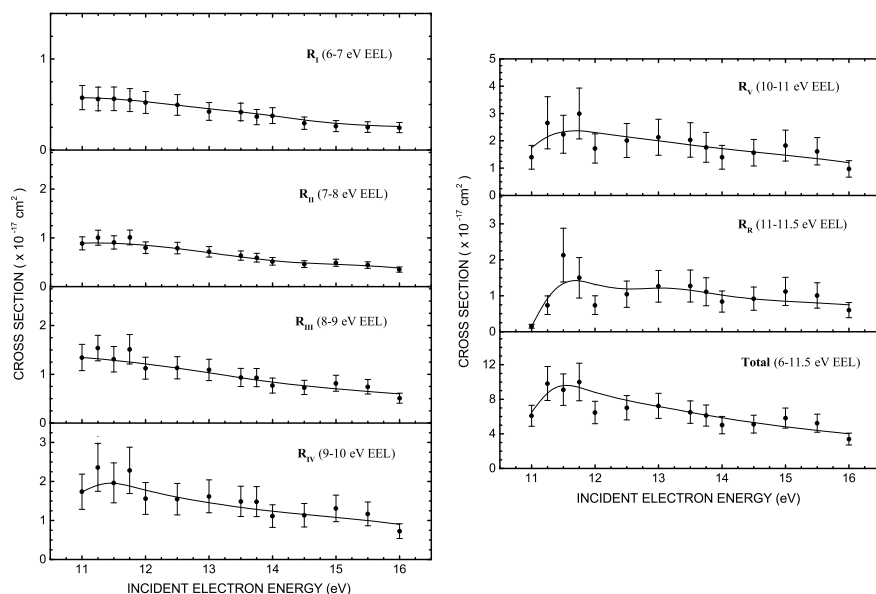 R_I (6-7 eV EEL)
1
0
R_II (7-8 eV EEL)
1
0
R_III (8-9 eV EEL)
2
1
0
R_IV (9-10 eV EEL)
3
2
1
0
11 12 13 14 15 16
INCIDENT ELECTRON ENERGY (eV)
CROSS SECTION ( x 10^-17 cm^2 )
R_V (10-11 eV EEL)
5
4
3
2
1
0
R_R (11-11.5 eV EEL)
3
2
1
0
Total (6-11.5 eV EEL)
12
8
4
0
11 12 13 14 15 16
INCIDENT ELECTRON ENERGY (eV)
CROSS SECTION ( x 10^-17 cm^2 )